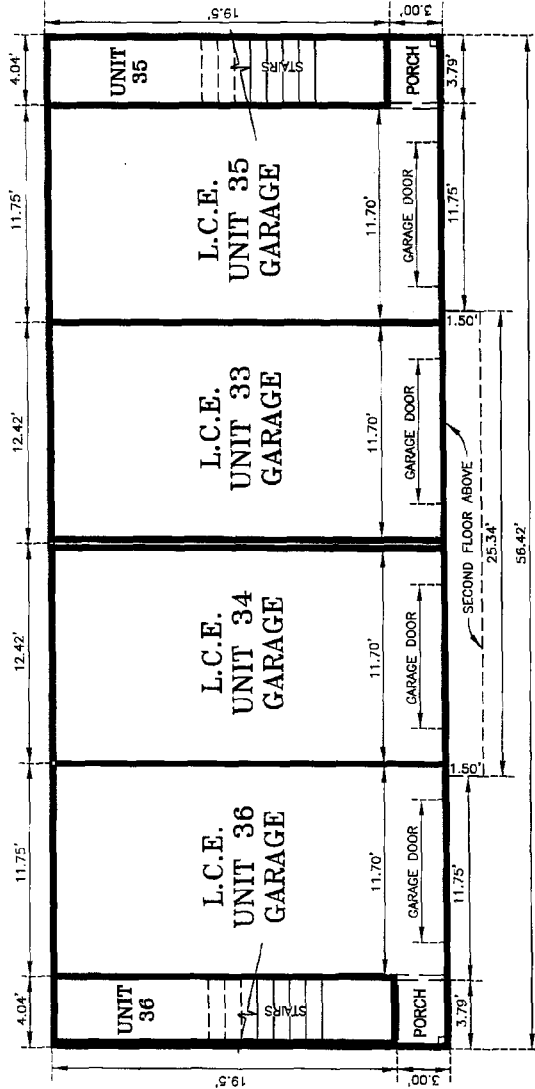 4.04'
11.75'
12.42'
12.42'
11.75'
4.04'
19.5'
3.00'
19.5'
3.00'
UNIT
36
STAIRS
PORCH
L.C.E.
UNIT 36
GARAGE
11.70'
GARAGE DOOR
L.C.E.
UNIT 34
GARAGE
11.70'
GARAGE DOOR
L.C.E.
UNIT 33
GARAGE
11.70'
GARAGE DOOR
L.C.E.
UNIT 35
GARAGE
11.70'
GARAGE DOOR
UNIT
35
STAIRS
PORCH
3.79'
11.75'
1.50'
SECOND FLOOR ABOVE
1.50'
11.75'
3.79'
25.34'
56.42'